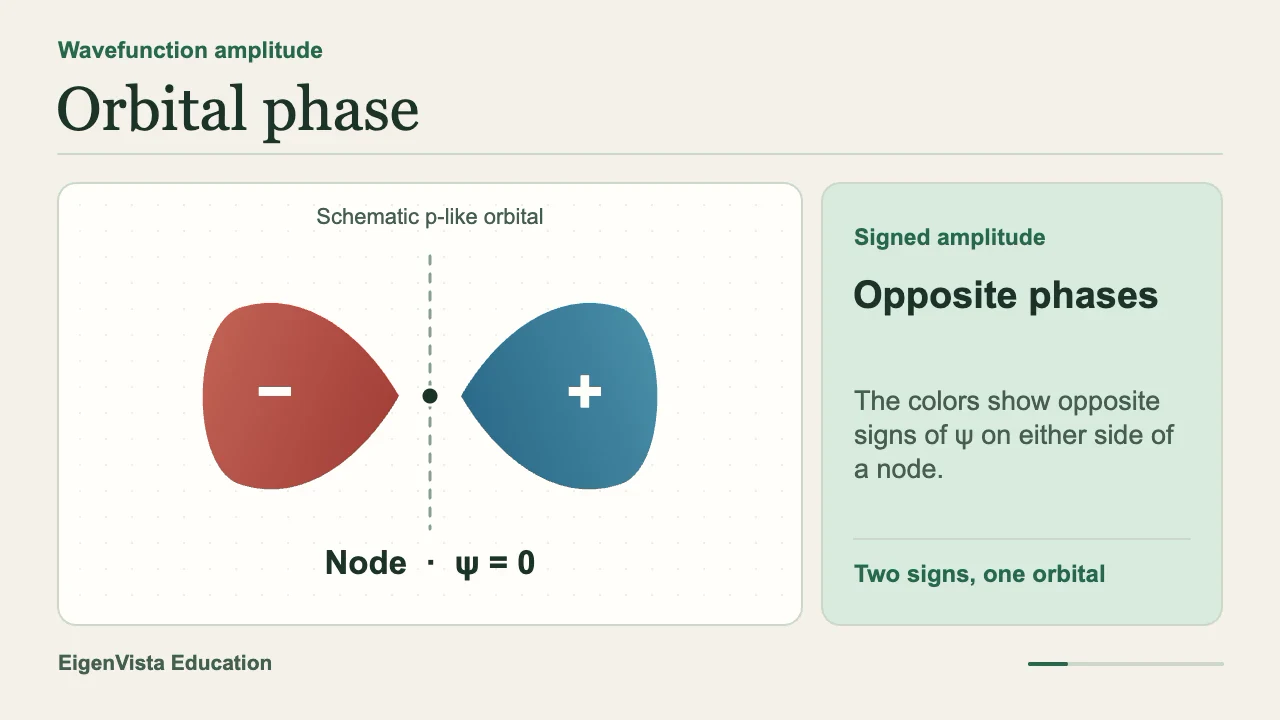 Wavefunction amplitude
Orbital phase
Schematic p-like orbital
−
+
Node · ψ = 0
Signed amplitude
Opposite phases
The colors show opposite
signs of ψ on either side of
a node.
Two signs, one orbital
EigenVista Education